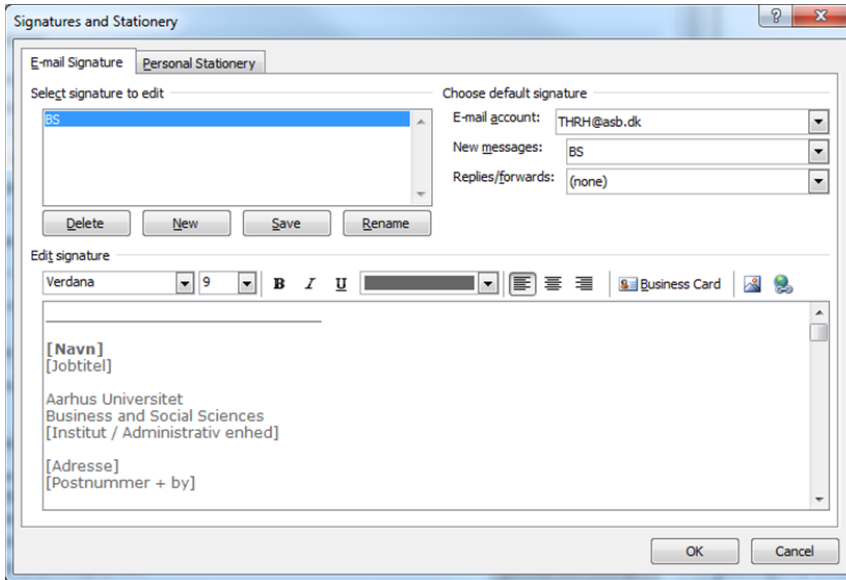 Signatures and Stationery
E-mail Signature
Personal Stationery
Select signature to edit
BS
Delete
New
Save
Rename
Choose default signature
E-mail account:
THRH@asb.dk
New messages:
BS
Replies/forwards:
(none)
Edit signature
Verdana
9
B
I
U
Business Card
[Navn]
[Jobtitel]
Aarhus Universitet
Business and Social Sciences
[Institut / Administrativ enhed]
[Adresse]
[Postnummer + by]
OK
Cancel